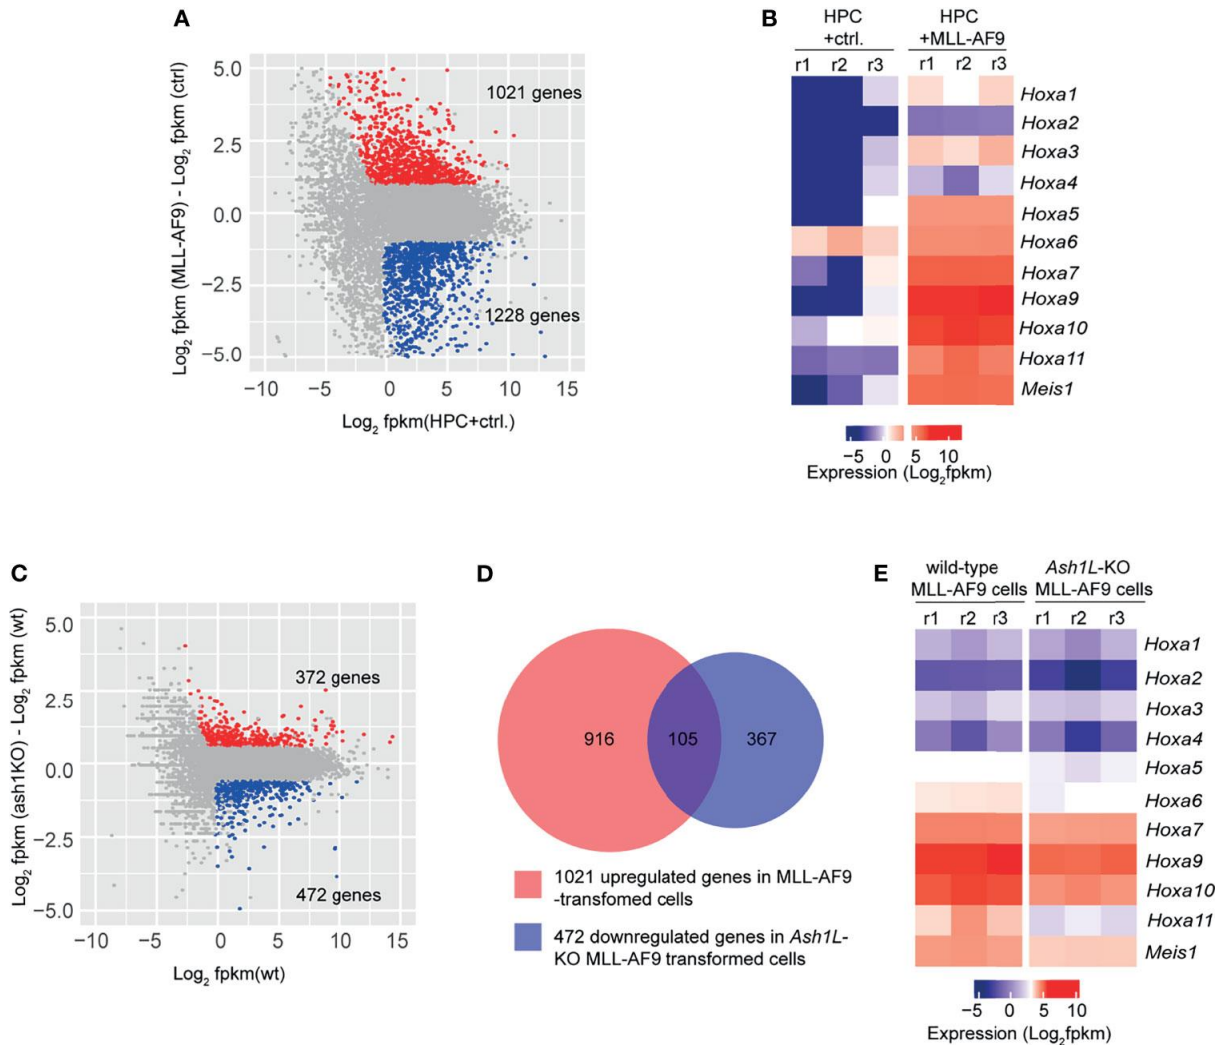 A
Log2 fpkm (MLL-AF9) - Log2 fpkm (ctrl)
5.0
2.5
0.0
−2.5
−5.0
1021 genes
1228 genes
−10 −5 0 5 10 15
Log2 fpkm(HPC+ctrl.)
B
HPC
+ctrl.
HPC
+MLL-AF9
r1 r2 r3 r1 r2 r3
Hoxa1
Hoxa2
Hoxa3
Hoxa4
Hoxa5
Hoxa6
Hoxa7
Hoxa9
Hoxa10
Hoxa11
Meis1
−5 0 5 10
Expression (Log2fpkm)
C
Log2 fpkm (ash1KO) - Log2 fpkm (wt)
5.0
2.5
0.0
−2.5
−5.0
372 genes
472 genes
−10 −5 0 5 10 15
Log2 fpkm(wt)
D
916 105 367
1021 upregulated genes in MLL-AF9
-transfomed cells
472 downregulated genes in Ash1L-
KO MLL-AF9 transformed cells
E
wild-type
MLL-AF9 cells
Ash1L-KO
MLL-AF9 cells
r1 r2 r3 r1 r2 r3
Hoxa1
Hoxa2
Hoxa3
Hoxa4
Hoxa5
Hoxa6
Hoxa7
Hoxa9
Hoxa10
Hoxa11
Meis1
−5 0 5 10
Expression (Log2fpkm)